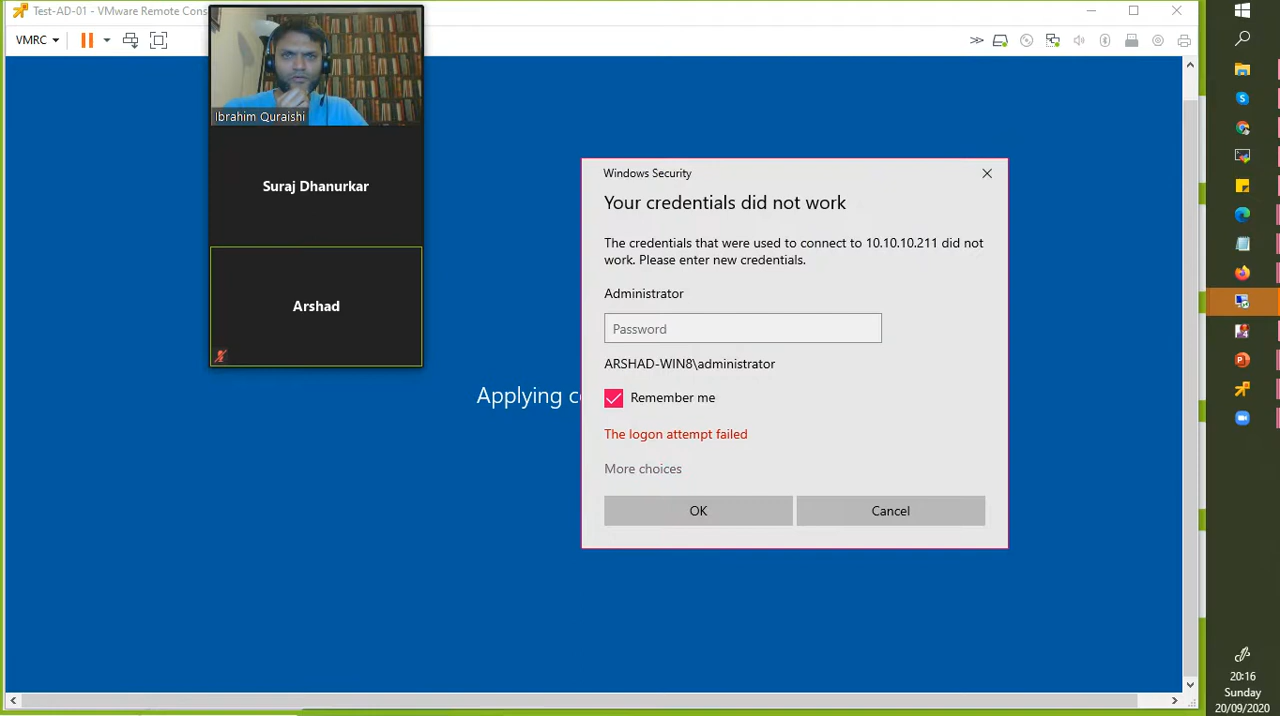 Test-AD-01 - VMware Remote Cons
VMRC
Ibrahim Quraishi
Suraj Dhanurkar
Arshad
Applying c
Windows Security
Your credentials did not work
The credentials that were used to connect to 10.10.10.211 did not
work. Please enter new credentials.
Administrator
Password
ARSHAD-WIN8\administrator
Remember me
The logon attempt failed
More choices
OK
Cancel
20:16
Sunday
20/09/2020